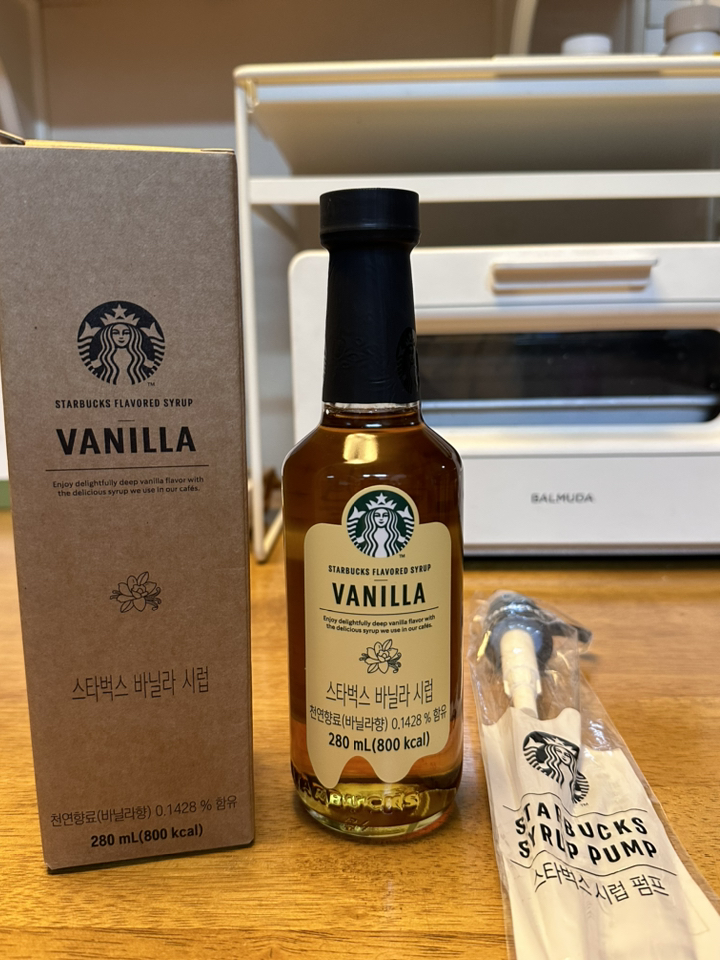 STARBUCKS FLAVORED SYRUP
VANILLA
Enjoy delightfully deep vanilla flavor with
the delicious syrup we use in our cafés.
스타벅스 바닐라 시럽
천연향료(바닐라향) 0.1428 % 함유
280 mL(800 kcal)
TM
STARBUCKS FLAVORED SYRUP
VANILLA
Enjoy delightfully deep vanilla flavor with
the delicious syrup we use in our cafés.
스타벅스 바닐라 시럽
천연향료(바닐라향) 0.1428 % 함유
280 mL(800 kcal)
STARBUCKS
BALMUDA
STARBUCKS
SYRUP PUMP
스타벅스 시럽 펌프